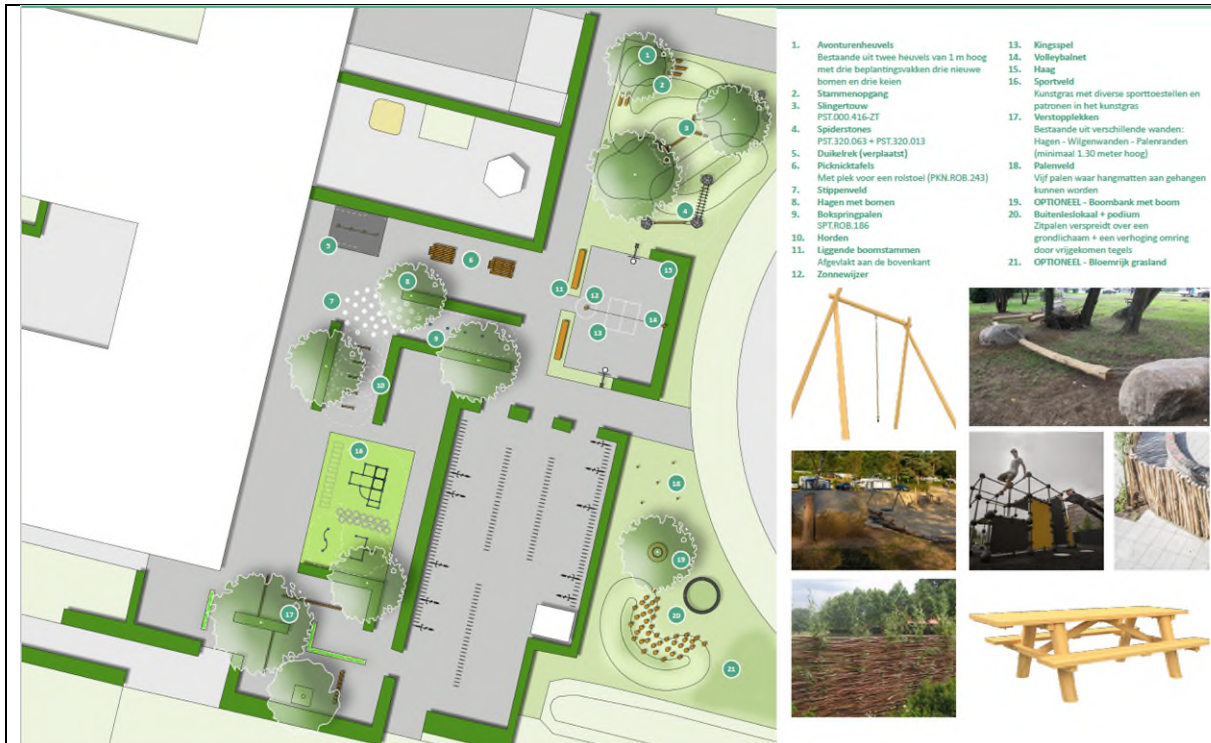 1
2
3
4
5
6
15
8
11
12
7
14
13
9
10
16
18
19
17
20
21
1. Avonturenheuvels
Bestaande uit twee heuvels van 1 m hoog
met drie beplantingsvakken drie nieuwe
bomen en drie keien
2. Stammenopgang
3. Slingertouw
PST.000.416-ZT
4. Spiderstones
PST.320.063 + PST.320.013
5. Duikelrek (verplaatst)
6. Picknicktafels
Met plek voor een rolstoel (PKN.ROB.243)
7. Stippenveld
8. Hagen met bomen
9. Bokspringpalen
SPT.ROB.186
10. Horden
11. Liggende boomstammen
Afgevlakt aan de bovenkant
12. Zonnewijzer
13. Kingsspel
14. Volleybalnet
15. Haag
16. Sportveld
Kunstgras met diverse sporttoestellen en
patronen in het kunstgras
17. Verstopplekken
Bestaande uit verschillende wanden:
Hagen - Wilgenwanden - Palenranden
(minimaal 1.30 meter hoog)
18. Palenveld
Vijf palen waar hangmatten aan gehangen
kunnen worden
19. OPTIONEEL - Boombank met boom
20. Buitenleslokaal + podium
Zitpalen verspreidt over een
grondlichaam + een verhoging omring
door vrijgekomen tegels
21. OPTIONEEL - Bloemrijk grasland